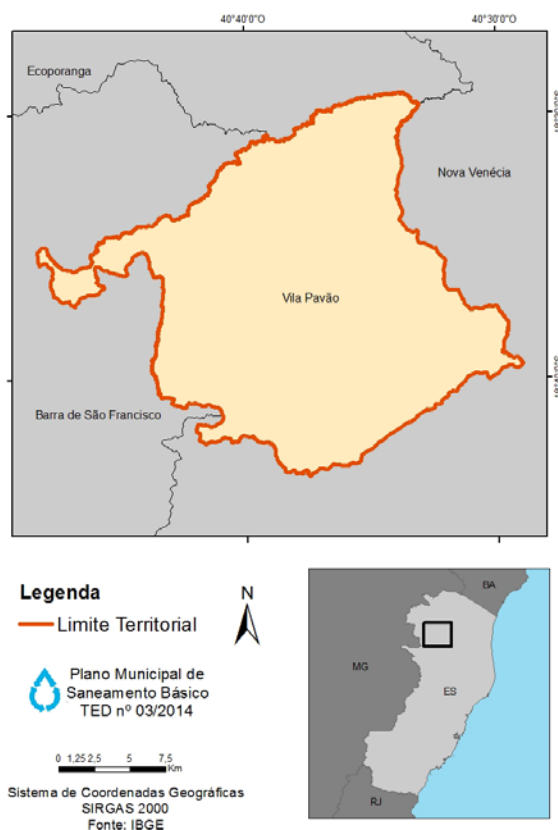 40°40'0"O
40°30'0"O
Ecoporanga
Nova Venécia
Vila Pavão
Barra de São Francisco
Legenda
N
Limite Territorial
Plano Municipal de
Saneamento Básico
TED nº 03/2014
0 1,25 2,5 5 7,5
Km
Sistema de Coordenadas Geográficas
SIRGAS 2000
Fonte: IBGE
BA
MG
ES
RJ